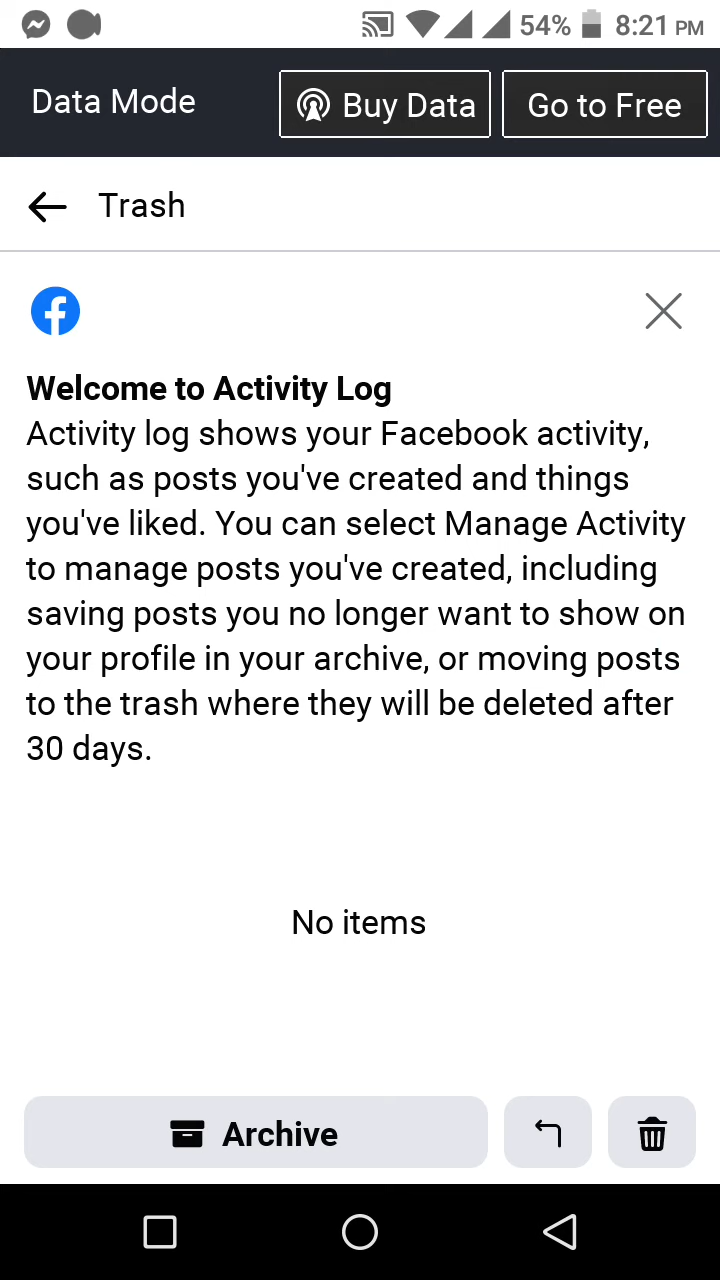 54% 8:21 PM
Data Mode Buy Data Go to Free
Trash
Welcome to Activity Log
Activity log shows your Facebook activity,
such as posts you've created and things
you've liked. You can select Manage Activity
to manage posts you've created, including
saving posts you no longer want to show on
your profile in your archive, or moving posts
to the trash where they will be deleted after
30 days.
No items
Archive